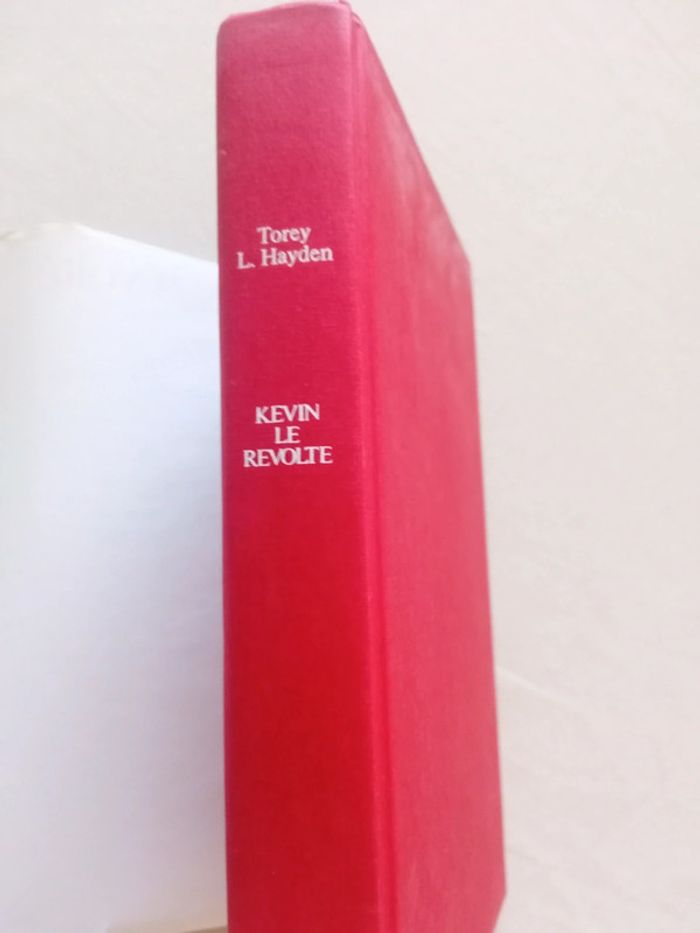 Torey
L. Hayden
KEVIN
LE
REVOLTE